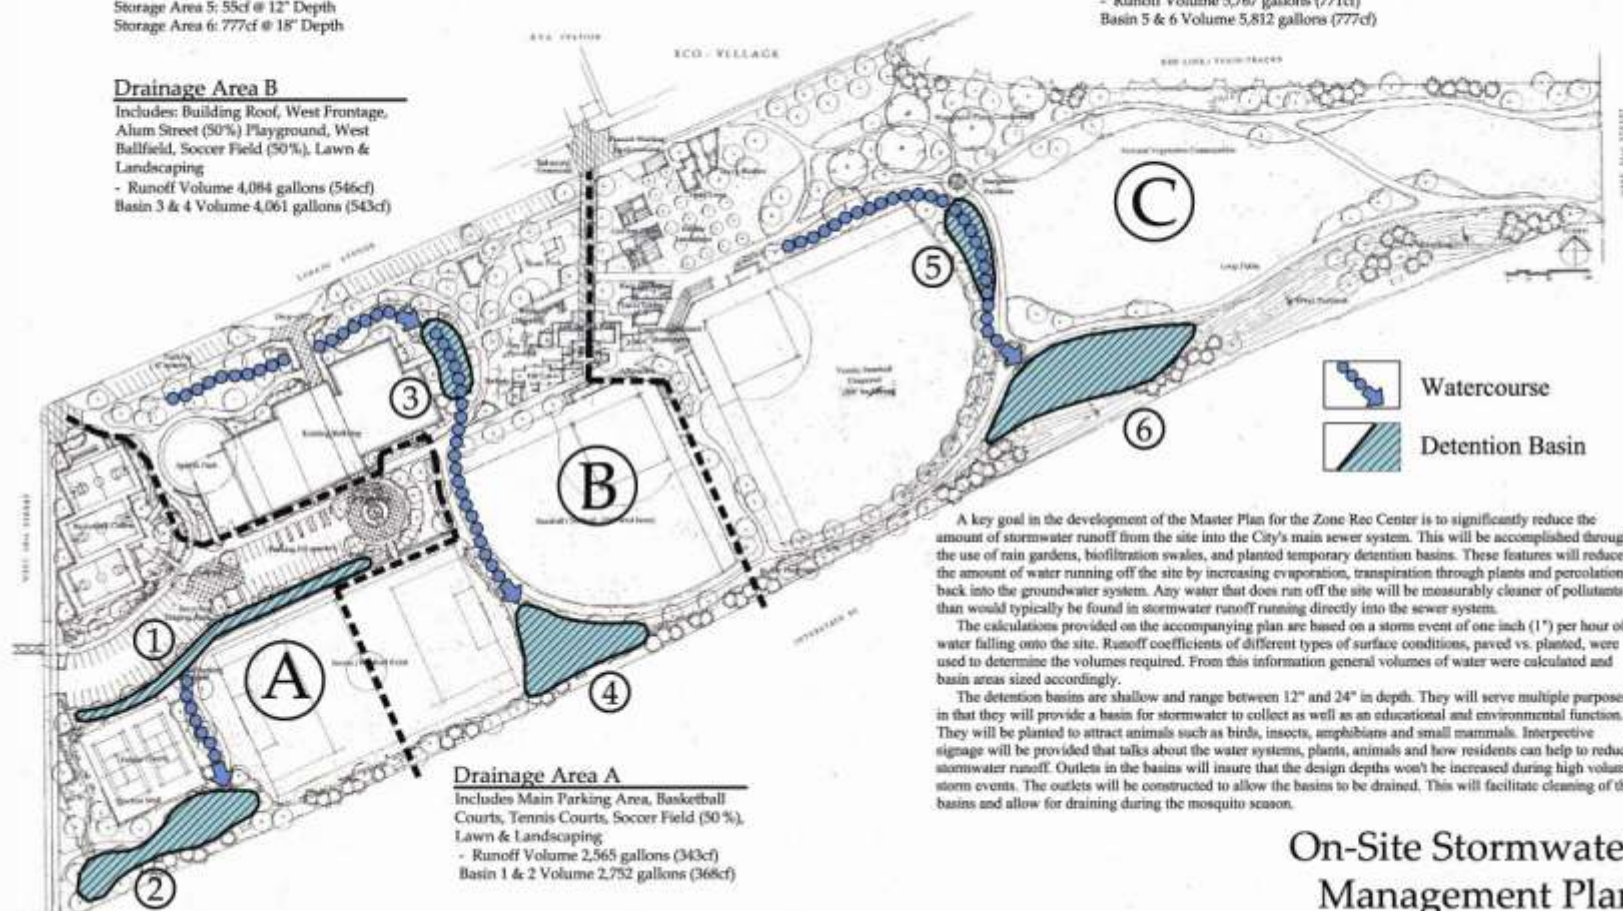 Storage Area 5: 55cf @ 12" Depth
Storage Area 6: 777cf @ 18" Depth
- Runoff Volume 5,767 gallons (771cf)
Basin 5 & 6 Volume 5,812 gallons (777cf)
ECO - VILLAGE
Drainage Area B
Includes: Building Roof, West Frontage,
Alum Street (50%) Playground, West
Ballfield, Soccer Field (50%), Lawn &
Landscaping
- Runoff Volume 4,084 gallons (546cf)
Basin 3 & 4 Volume 4,061 gallons (543cf)
C
5
3
6
B
Watercourse
Detention Basin
1
A
4
2
INTERSTATE 90
A key goal in the development of the Master Plan for the Zone Rec Center is to significantly reduce the
amount of stormwater runoff from the site into the City's main sewer system. This will be accomplished throug
the use of rain gardens, biofiltration swales, and planted temporary detention basins. These features will reduce
the amount of water running off the site by increasing evaporation, transpiration through plants and percolation
back into the groundwater system. Any water that does run off the site will be measurably cleaner of pollutants
than would typically be found in stormwater runoff running directly into the sewer system.
The calculations provided on the accompanying plan are based on a storm event of one inch (1") per hour of
water falling onto the site. Runoff coefficients of different types of surface conditions, paved vs. planted, were
used to determine the volumes required. From this information general volumes of water were calculated and
basin areas sized accordingly.
The detention basins are shallow and range between 12" and 24" in depth. They will serve multiple purpose
in that they will provide a basin for stormwater to collect as well as an educational and environmental function.
They will be planted to attract animals such as birds, insects, amphibians and small mammals. Interpretive
signage will be provided that talks about the water systems, plants, animals and how residents can help to reduc
stormwater runoff. Outlets in the basins will insure that the design depths won't be increased during high volum
storm events. The outlets will be constructed to allow the basins to be drained. This will facilitate cleaning of th
basins and allow for draining during the mosquito season.
Drainage Area A
Includes Main Parking Area, Basketball
Courts, Tennis Courts, Soccer Field (50 %),
Lawn & Landscaping
- Runoff Volume 2,565 gallons (343cf)
Basin 1 & 2 Volume 2,752 gallons (368cf)
On-Site Stormwate
Management Plan